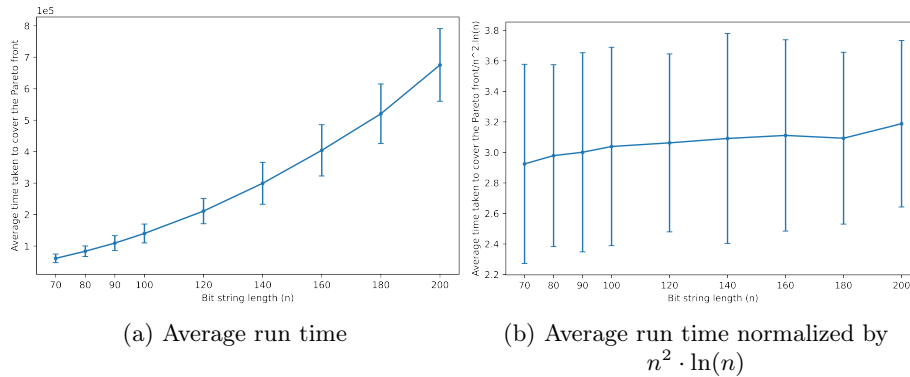 1e5
8
7
6
5
4
3
2
1
Average time taken to cover the Pareto front
70 80 90 100 120 140 160 180 200
Bit string length (n)
(a) Average run time
3.8
3.6
3.4
3.2
3.0
2.8
2.6
2.4
2.2
Average time taken to cover the Pareto front/n^2.ln(n)
70 80 90 100 120 140 160 180 200
Bit string length (n)
(b) Average run time normalized by
n² · ln(n)